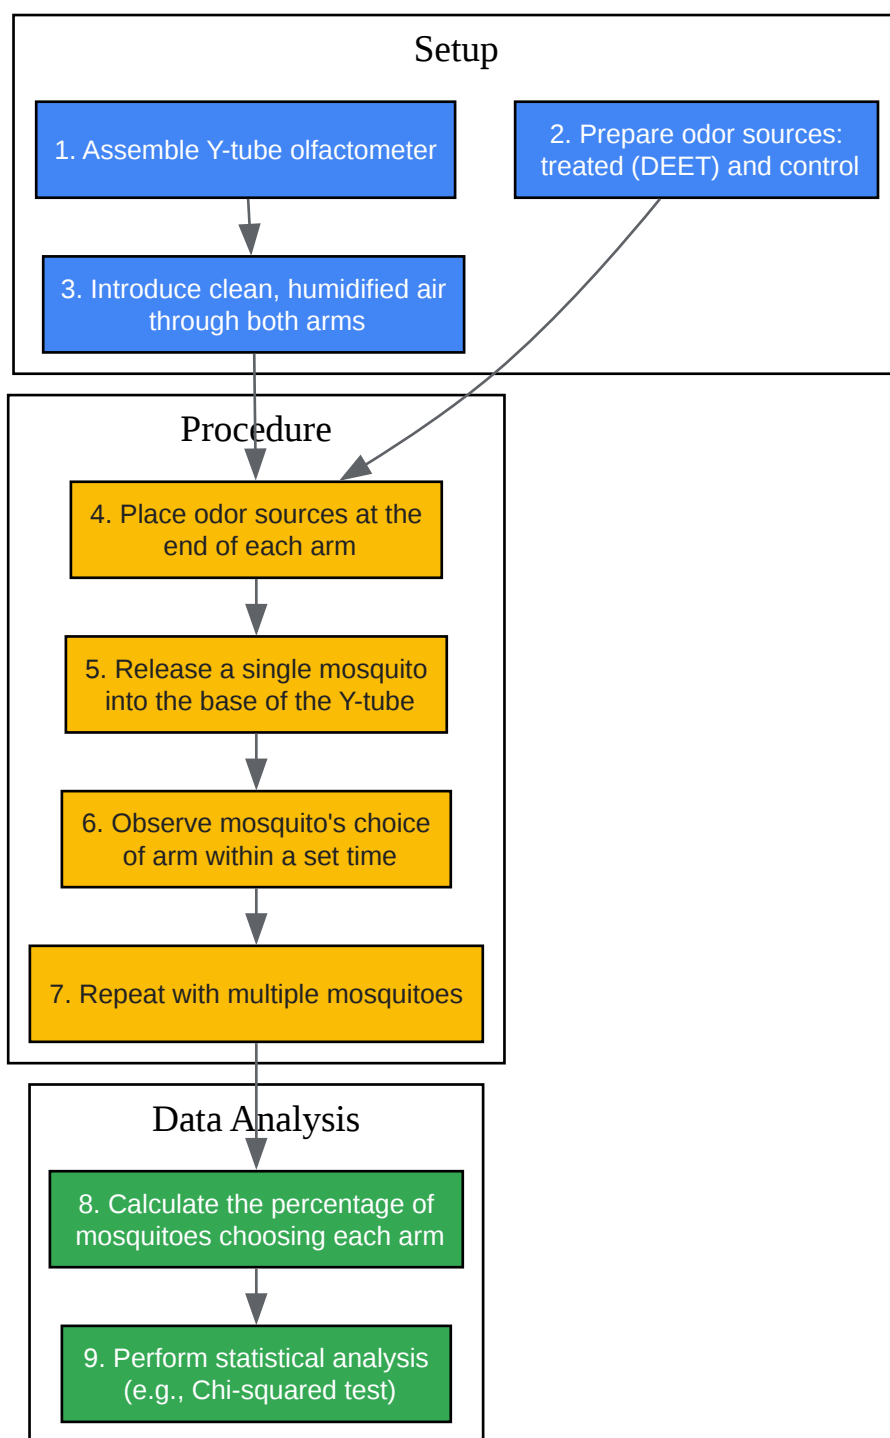 Setup
1. Assemble Y-tube olfactometer
2. Prepare odor sources:
treated (DEET) and control
3. Introduce clean, humidified air
through both arms
Procedure
4. Place odor sources at the
end of each arm
5. Release a single mosquito
into the base of the Y-tube
6. Observe mosquito's choice
of arm within a set time
7. Repeat with multiple mosquitoes
Data Analysis
8. Calculate the percentage of
mosquitoes choosing each arm
9. Perform statistical analysis
(e.g., Chi-squared test)